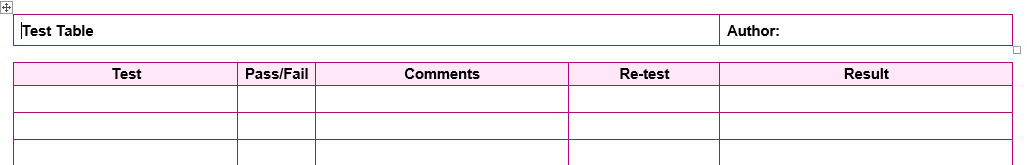 Test Table Author:
Test Pass/Fail Comments Re-test Result